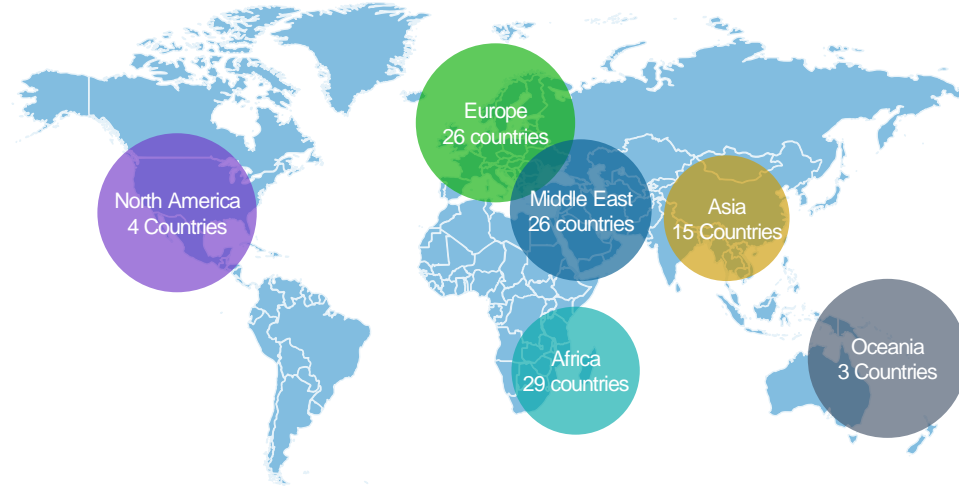 Europe
26 countries
North America
4 Countries
Middle East
26 countries
Asia
15 Countries
Africa
29 countries
Oceania
3 Countries